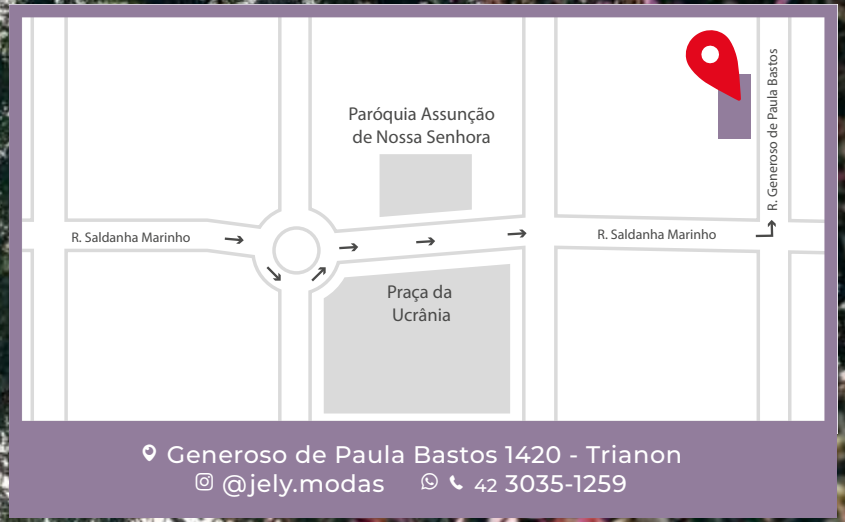 Paróquia Assunção
de Nossa Senhora
R. Generoso de Paula Bastos
R. Saldanha Marinho
R. Saldanha Marinho
Praça da
Ucrânia
Generoso de Paula Bastos 1420 - Trianon
@jely.modas 42 3035-1259